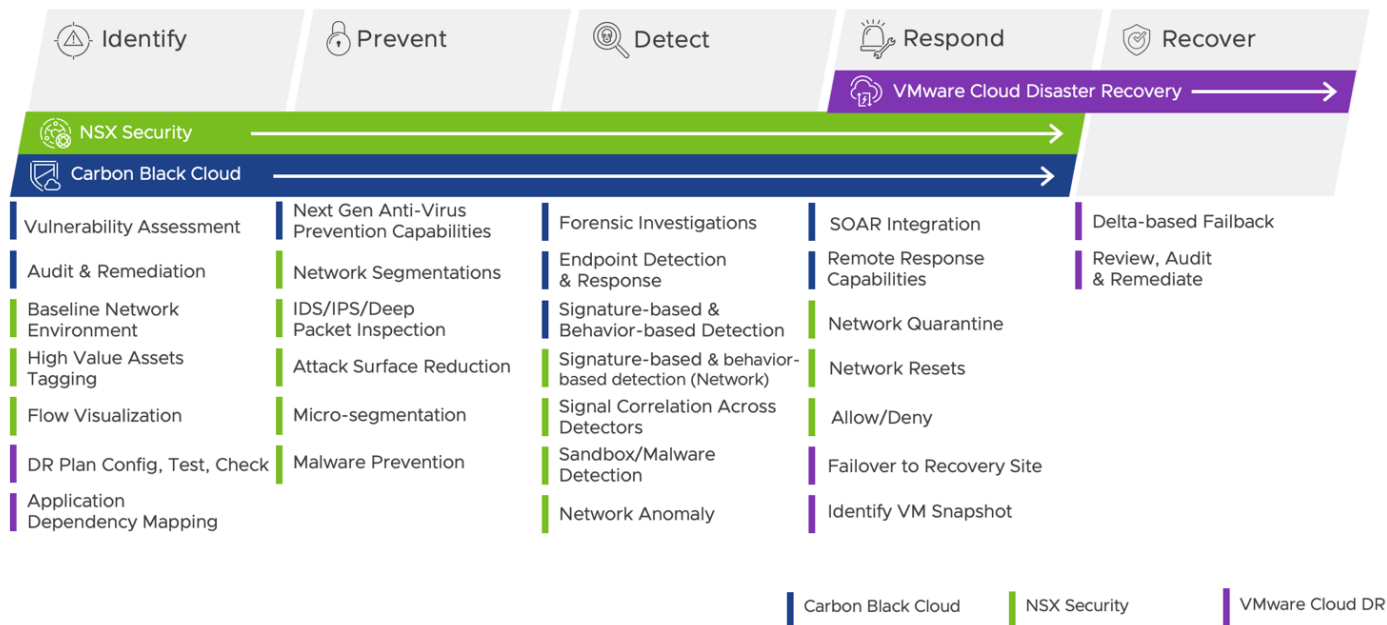 Identify
Prevent
Detect
Respond
Recover
VMware Cloud Disaster Recovery
NSX Security
Carbon Black Cloud
Vulnerability Assessment
Audit & Remediation
Baseline Network
Environment
High Value Assets
Tagging
Flow Visualization
DR Plan Config, Test, Check
Application
Dependency Mapping
Next Gen Anti-Virus
Prevention Capabilities
Network Segmentations
IDS/IPS/Deep
Packet Inspection
Attack Surface Reduction
Micro-segmentation
Malware Prevention
Forensic Investigations
Endpoint Detection
& Response
Signature-based &
Behavior-based Detection
Signature-based & behavior-
based detection (Network)
Signal Correlation Across
Detectors
Sandbox/Malware
Detection
Network Anomaly
SOAR Integration
Remote Response
Capabilities
Network Quarantine
Network Resets
Allow/Deny
Failover to Recovery Site
Identify VM Snapshot
Delta-based Failback
Review, Audit
& Remediate
Carbon Black Cloud
NSX Security
VMware Cloud DR